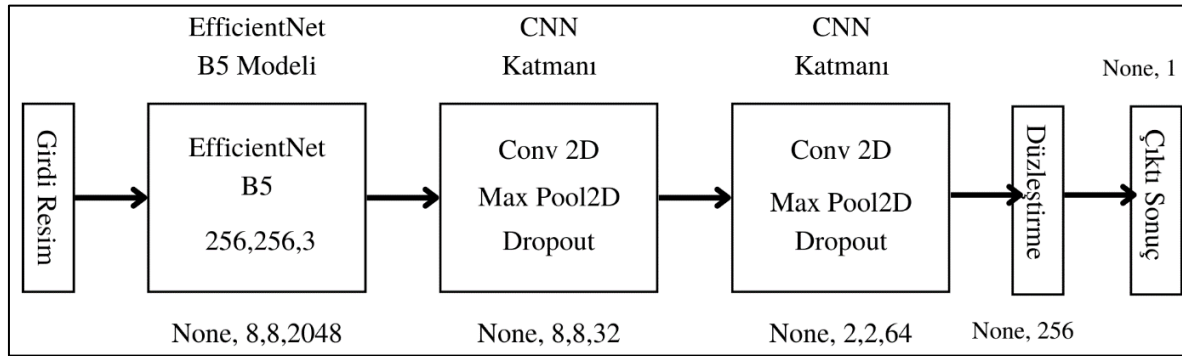 EfficientNet
B5 Modeli
CNN
Katmanı
CNN
Katmanı
None, 1
Girdi Resim
EfficientNet
B5
256,256,3
Conv 2D
Max Pool2D
Dropout
Conv 2D
Max Pool2D
Dropout
Düzleştirme
Çıktı Sonuç
None, 8,8,2048
None, 8,8,32
None, 2,2,64
None, 256